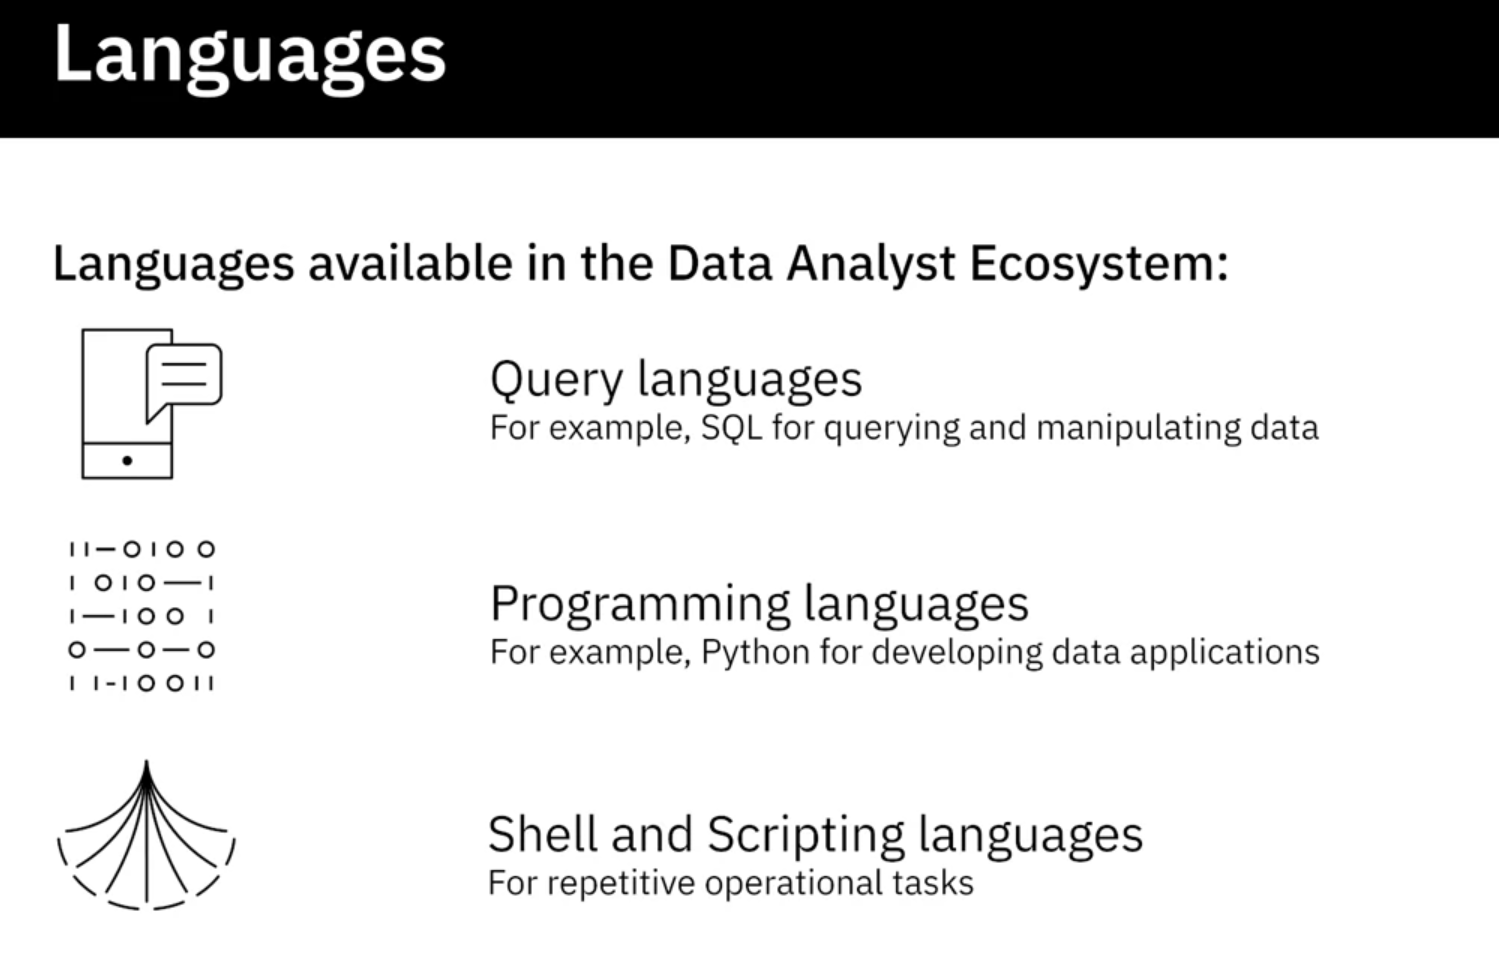 Languages
Languages available in the Data Analyst Ecosystem:
Query languages
For example, SQL for querying and manipulating data
Programming languages
For example, Python for developing data applications
Shell and Scripting languages
For repetitive operational tasks